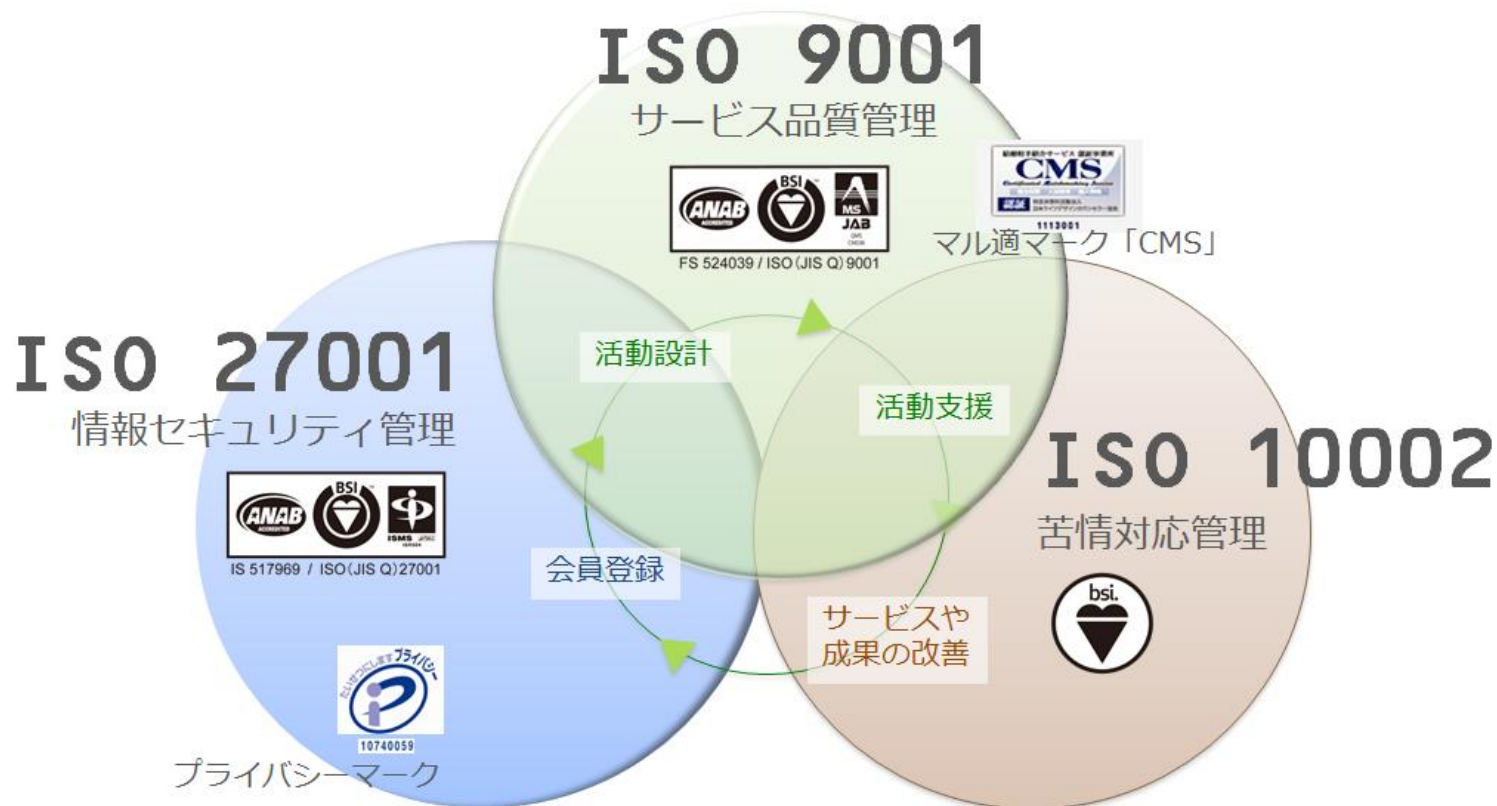 ISO 9001
サービス品質管理
ANAB
ACCREDITED
BSI
MS
JAB
FS 524039 / ISO(JIS Q)9001
CMS
認証
1113001
マル適マーク「CMS」
ISO 27001
情報セキュリティ管理
ANAB
ACCREDITED
BSI
ISMS
IS 517969 / ISO(JIS Q)27001
活動設計
活動支援
会員登録
サービスや
成果の改善
ISO 10002
苦情対応管理
bsi.
たいせつにしますプライバシー
10740059
プライバシーマーク